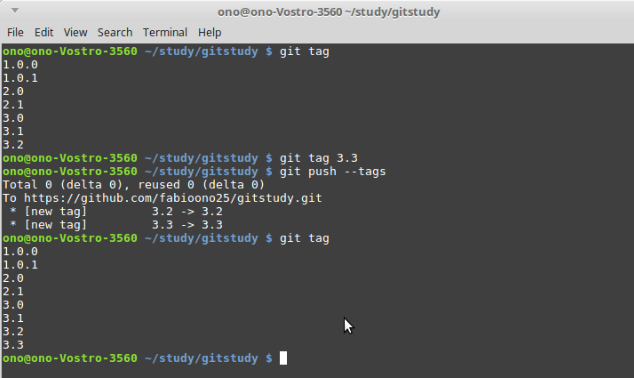 ono@ono-Vostro-3560 ~/study/gitstudy
File Edit View Search Terminal Help
ono@ono-Vostro-3560 ~/study/gitstudy $ git tag
1.0.0
1.0.1
2.0
2.1
3.0
3.1
3.2
ono@ono-Vostro-3560 ~/study/gitstudy $ git tag 3.3
ono@ono-Vostro-3560 ~/study/gitstudy $ git push --tags
Total 0 (delta 0), reused 0 (delta 0)
To https://github.com/fabioono25/gitstudy.git
 * [new tag]         3.2 -> 3.2
 * [new tag]         3.3 -> 3.3
ono@ono-Vostro-3560 ~/study/gitstudy $ git tag
1.0.0
1.0.1
2.0
2.1
3.0
3.1
3.2
3.3
ono@ono-Vostro-3560 ~/study/gitstudy $